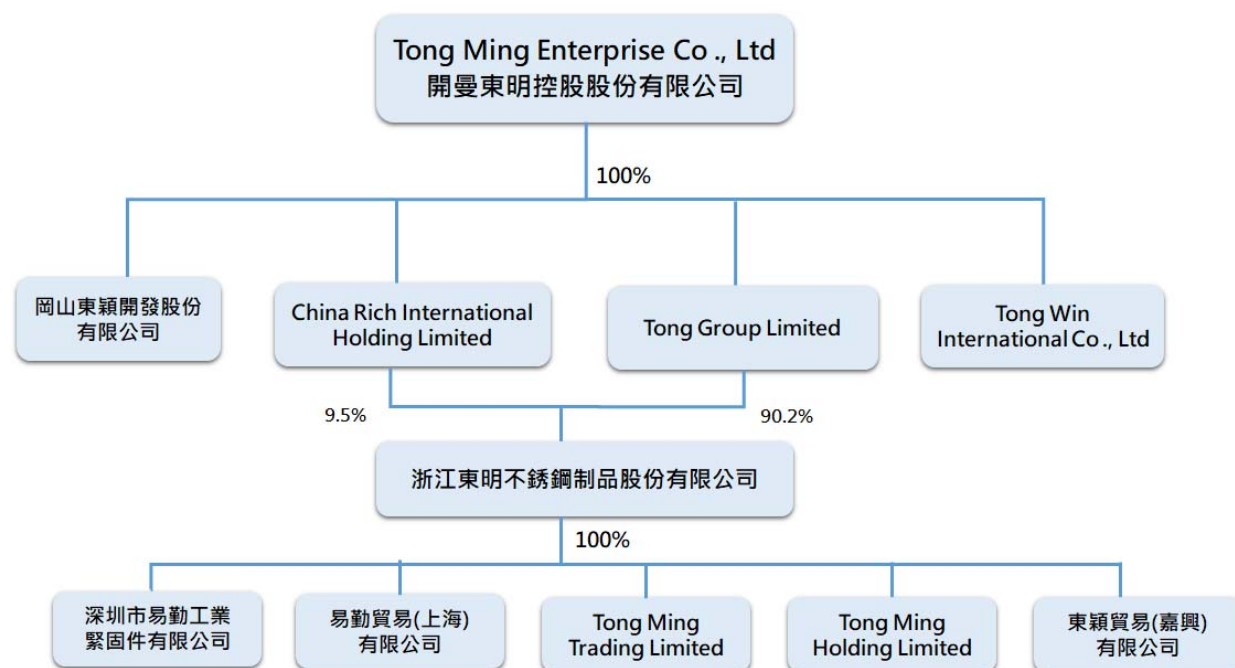 Tong Ming Enterprise Co ., Ltd
開曼東明控股股份有限公司
100%
岡山東穎開發股份
有限公司
China Rich International
Holding Limited
Tong Group Limited
Tong Win
International Co ., Ltd
9.5%
90.2%
浙江東明不銹鋼制品股份有限公司
100%
深圳市易勤工業
緊固件有限公司
易勤貿易(上海)
有限公司
Tong Ming
Trading Limited
Tong Ming
Holding Limited
東穎貿易(嘉興)
有限公司